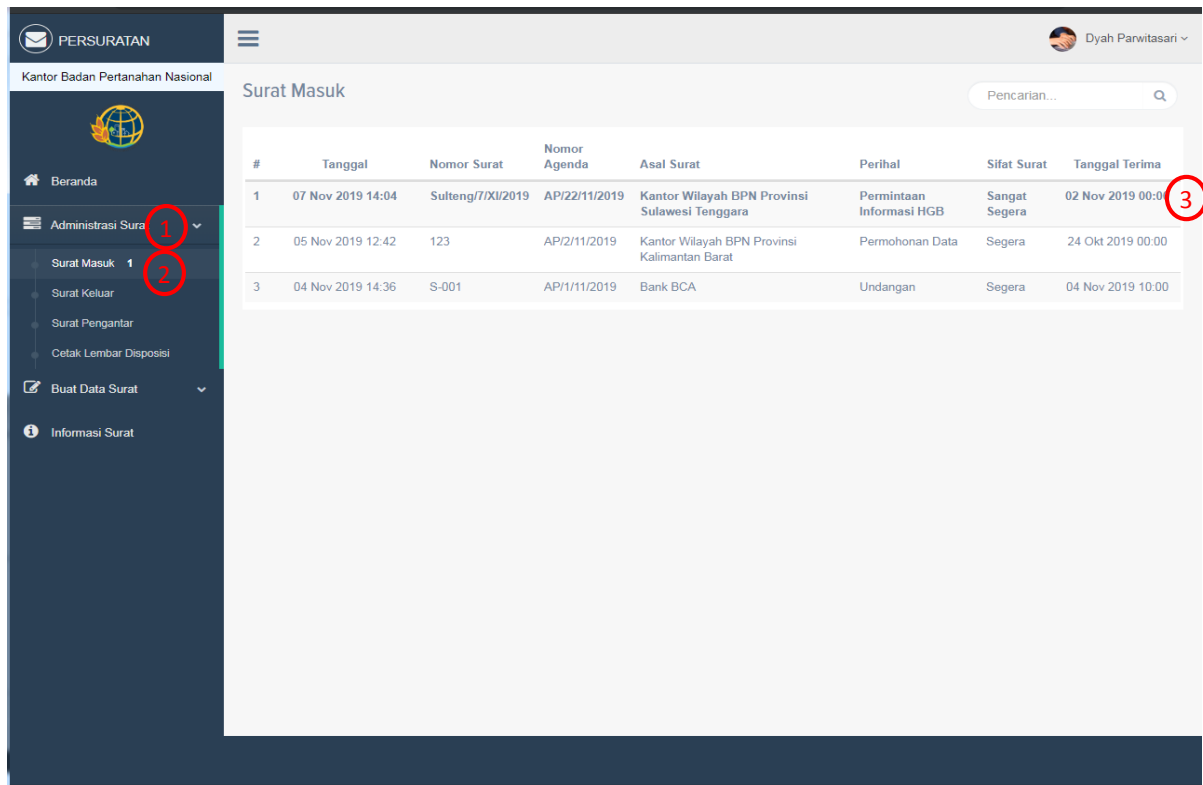 PERSURATAN
Dyah Parwitasari
Kantor Badan Pertanahan Nasional
Surat Masuk
Pencarian...
# Tanggal Nomor Surat Nomor Agenda Asal Surat Perihal Sifat Surat Tanggal Terima
1 07 Nov 2019 14:04 Sulteng/7/XI/2019 AP/22/11/2019 Kantor Wilayah BPN Provinsi Sulawesi Tenggara Permintaan Informasi HGB Sangat Segera 02 Nov 2019
3
2 05 Nov 2019 12:42 123 AP/2/11/2019 Kantor Wilayah BPN Provinsi Kalimantan Barat Permohonan Data Segera 24 Okt 2019 00:00
3 04 Nov 2019 14:36 S-001 AP/1/11/2019 Bank BCA Undangan Segera 04 Nov 2019 10:00
Beranda
Administrasi Surat
1
Surat Masuk 1
2
Surat Keluar
Surat Pengantar
Cetak Lembar Disposisi
Buat Data Surat
Informasi Surat